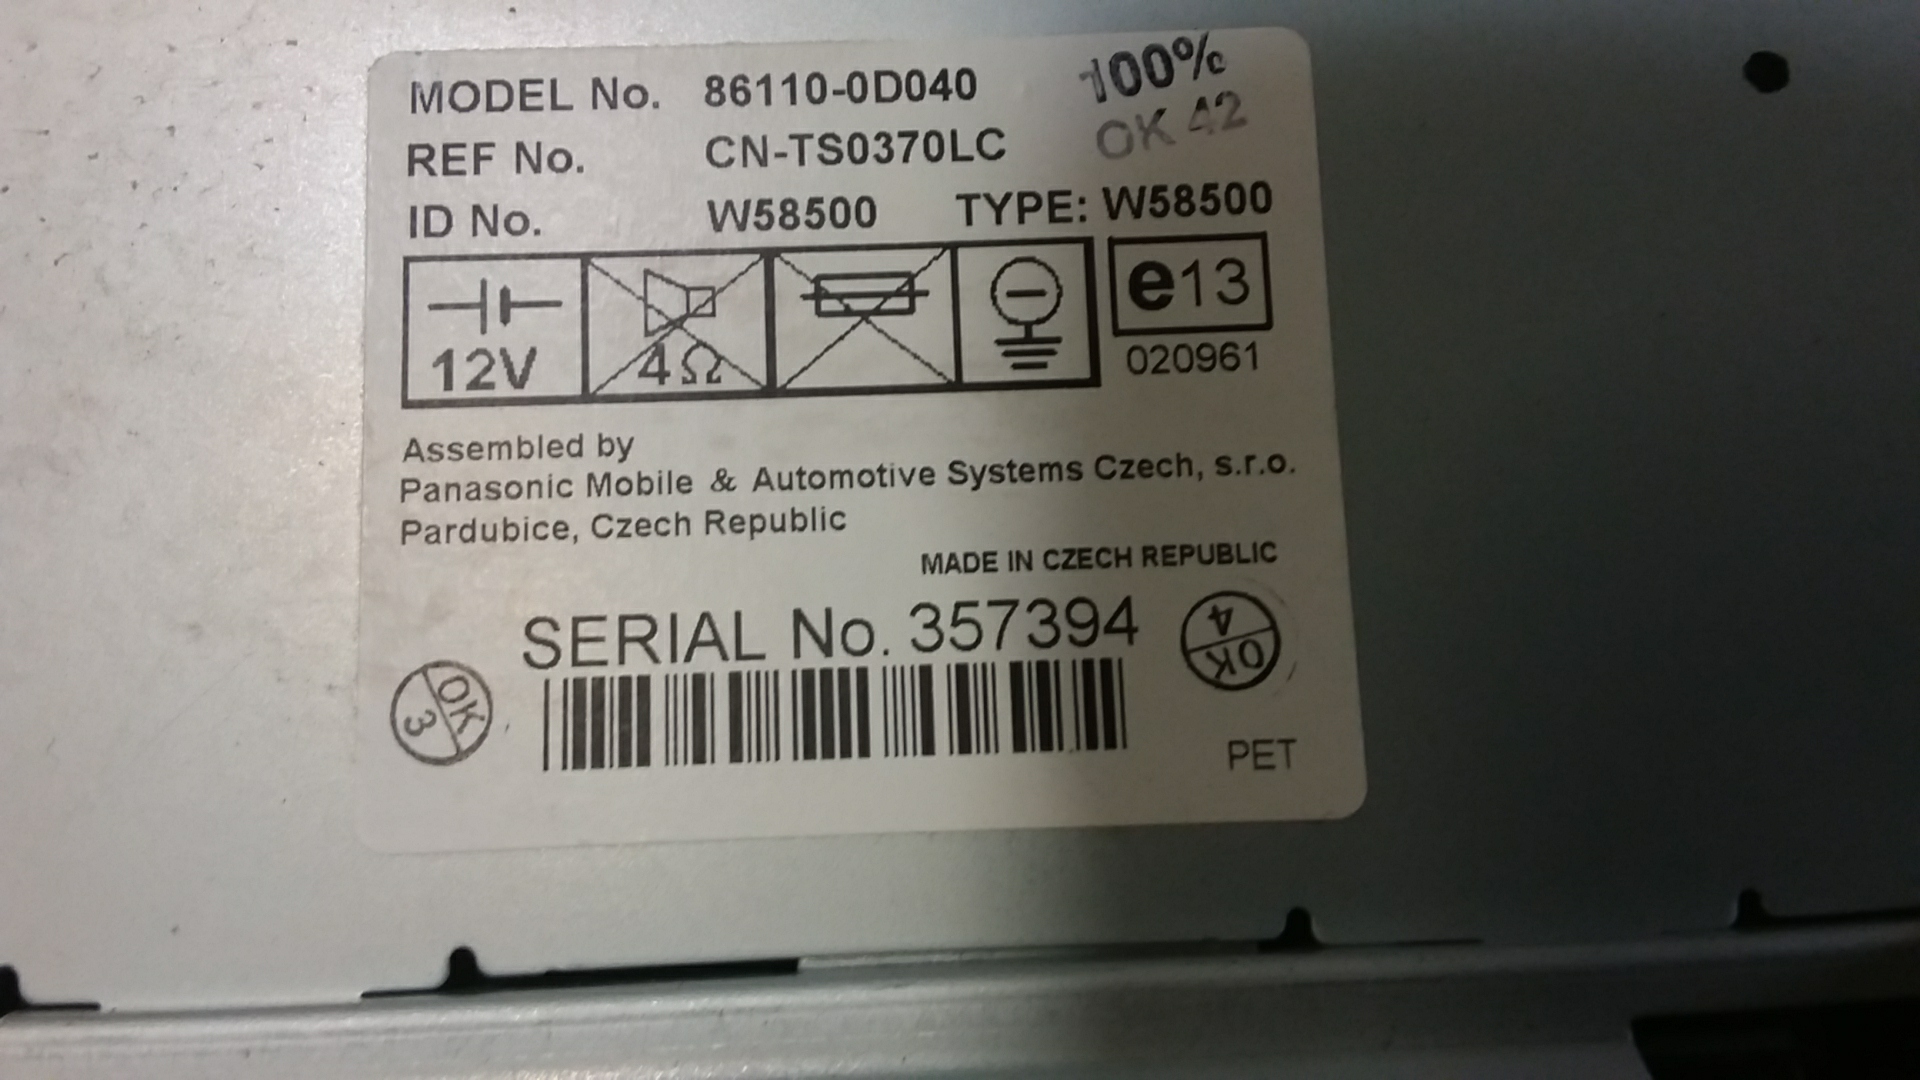 MODEL No. 86110-0D040 100%
REF No. CN-TS0370LC OK 42
ID No. W58500 TYPE: W58500
12V 4Ω e13
020961
Assembled by
Panasonic Mobile & Automotive Systems Czech, s.r.o.
Pardubice, Czech Republic
MADE IN CZECH REPUBLIC
SERIAL No. 357394
OK 4
OK 3
PET